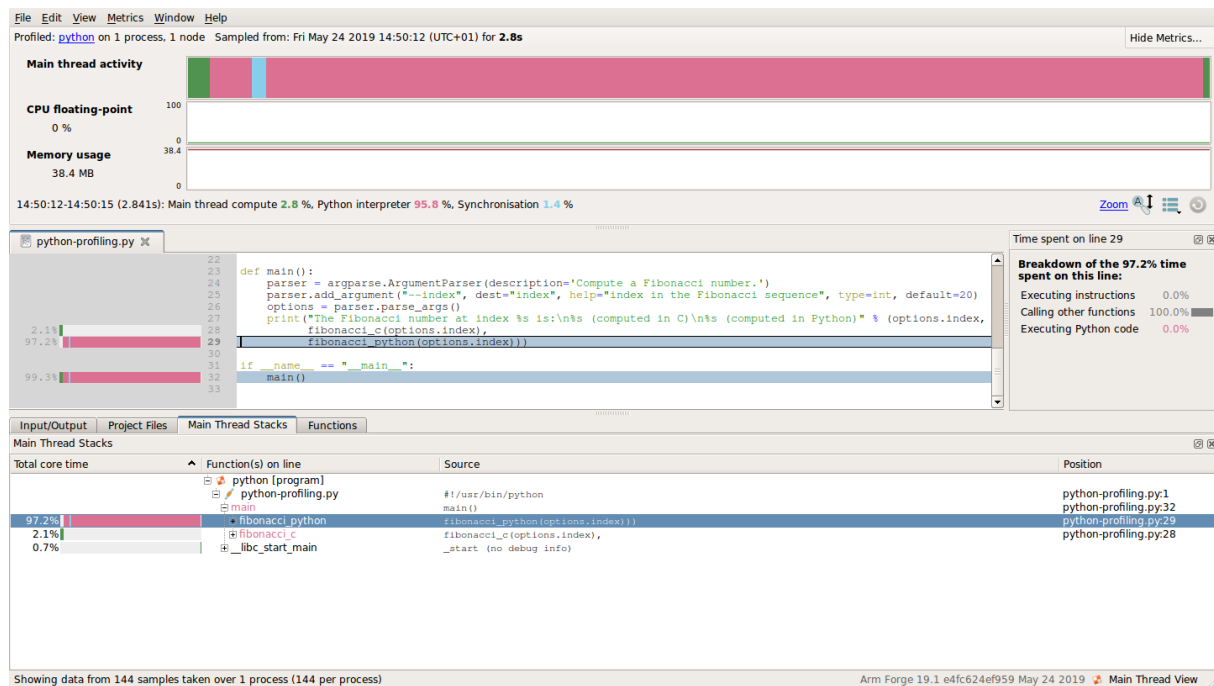 File Edit View Metrics Window Help
Profiled: python on 1 process, 1 node Sampled from: Fri May 24 2019 14:50:12 (UTC+01) for 2.8s
Hide Metrics...
Main thread activity
CPU floating-point
0 %
100
0
Memory usage
38.4 MB
38.4
0
14:50:12-14:50:15 (2.841s): Main thread compute 2.8 %, Python interpreter 95.8 %, Synchronisation 1.4 %
Zoom
python-profiling.py
22
23 def main():
24 parser = argparse.ArgumentParser(description='Compute a Fibonacci number.')
25 parser.add_argument("--index", dest="index", help="index in the Fibonacci sequence", type=int, default=20)
26 options = parser.parse_args()
27 print("The Fibonacci number at index %s is:\n%s (computed in C)\n%s (computed in Python)" % (options.index,
2.1% 28 fibonacci_c(options.index),
97.2% 29 fibonacci_python(options.index)))
30
31 if __name__ == "__main__":
99.3% 32 main()
33
Time spent on line 29
Breakdown of the 97.2% time
spent on this line:
Executing instructions 0.0%
Calling other functions 100.0%
Executing Python code 0.0%
Input/Output Project Files Main Thread Stacks Functions
Main Thread Stacks
Total core time Function(s) on line Source Position
python [program]
python-profiling.py #!/usr/bin/python python-profiling.py:1
main main() python-profiling.py:32
97.2% fibonacci_python fibonacci_python(options.index))) python-profiling.py:29
2.1% fibonacci_c fibonacci_c(options.index), python-profiling.py:28
0.7% __libc_start_main _start (no debug info)
Showing data from 144 samples taken over 1 process (144 per process)
Arm Forge 19.1 e4fc624ef959 May 24 2019 Main Thread View